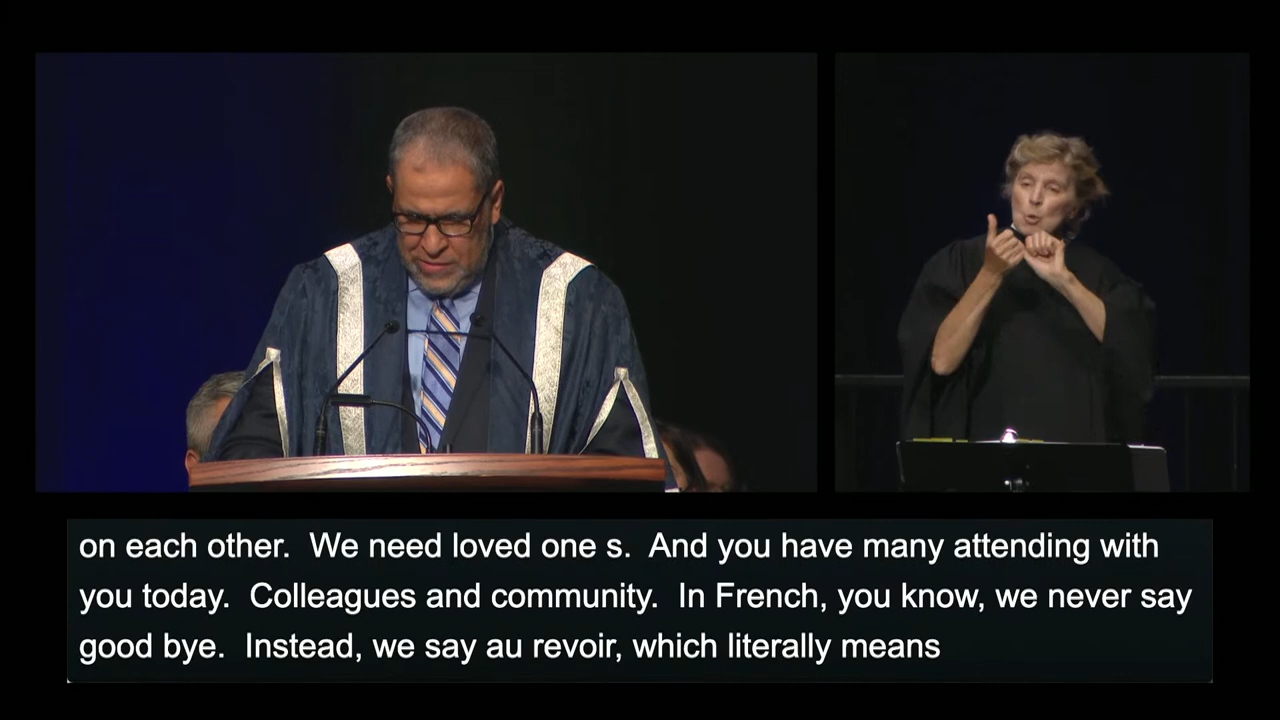 on each other.  We need loved one s.  And you have many attending with
you today.  Colleagues and community.  In French, you know, we never say
good bye.  Instead, we say au revoir, which literally means